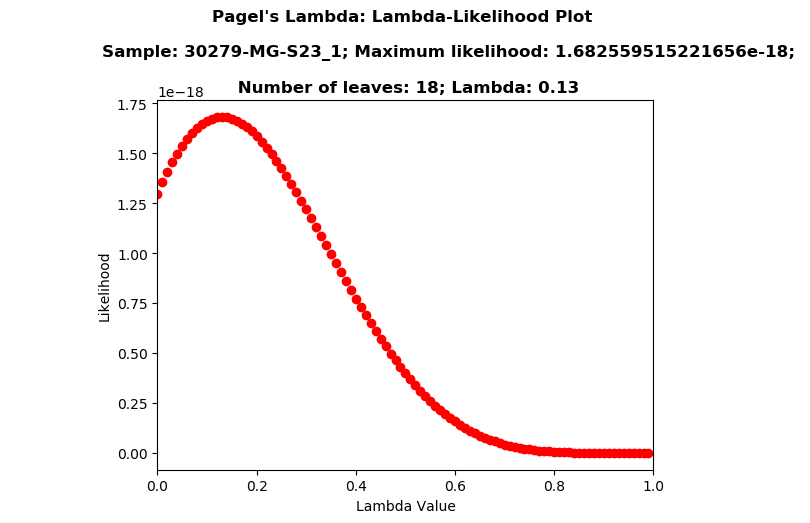 Pagel's Lambda: Lambda-Likelihood Plot
Sample: 30279-MG-S23_1; Maximum likelihood: 1.682559515221656e-18;
Number of leaves: 18; Lambda: 0.13
1e−18
1.75
1.50
1.25
1.00
0.75
0.50
0.25
0.00
Likelihood
0.0 0.2 0.4 0.6 0.8 1.0
Lambda Value